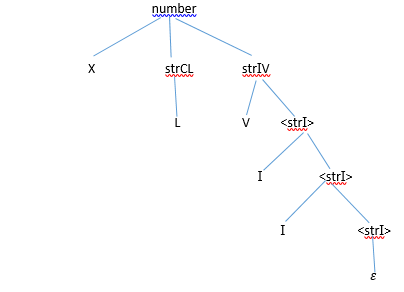 number
X strCL strIV
L V <strI>
I <strI>
I <strI>
ε